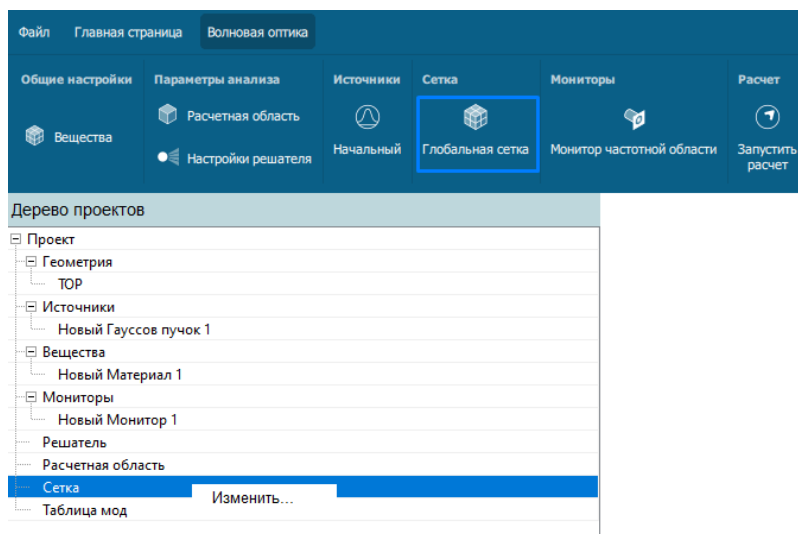 Файл Главная страница Волновая оптика
Общие настройки Параметры анализа Источники Сетка Мониторы Расчет
Вещества
Расчетная область
Настройки решателя
Начальный
Глобальная сетка
Монитор частотной области
Запустить
расчет
Дерево проектов
Проект
Геометрия
TOP
Источники
Новый Гауссов пучок 1
Вещества
Новый Материал 1
Мониторы
Новый Монитор 1
Решатель
Расчетная область
Сетка
Изменить...
Таблица мод